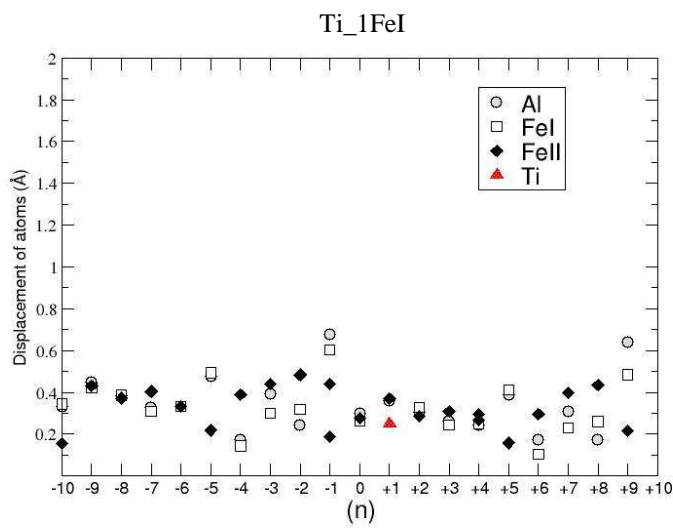 Ti_1FeI
2
1.8
1.6
1.4
1.2
1
0.8
0.6
0.4
0.2
Displacement of atoms (Å)
Al
FeI
FeII
Ti
-10 -9 -8 -7 -6 -5 -4 -3 -2 -1 0 +1 +2 +3 +4 +5 +6 +7 +8 +9 +10
(n)